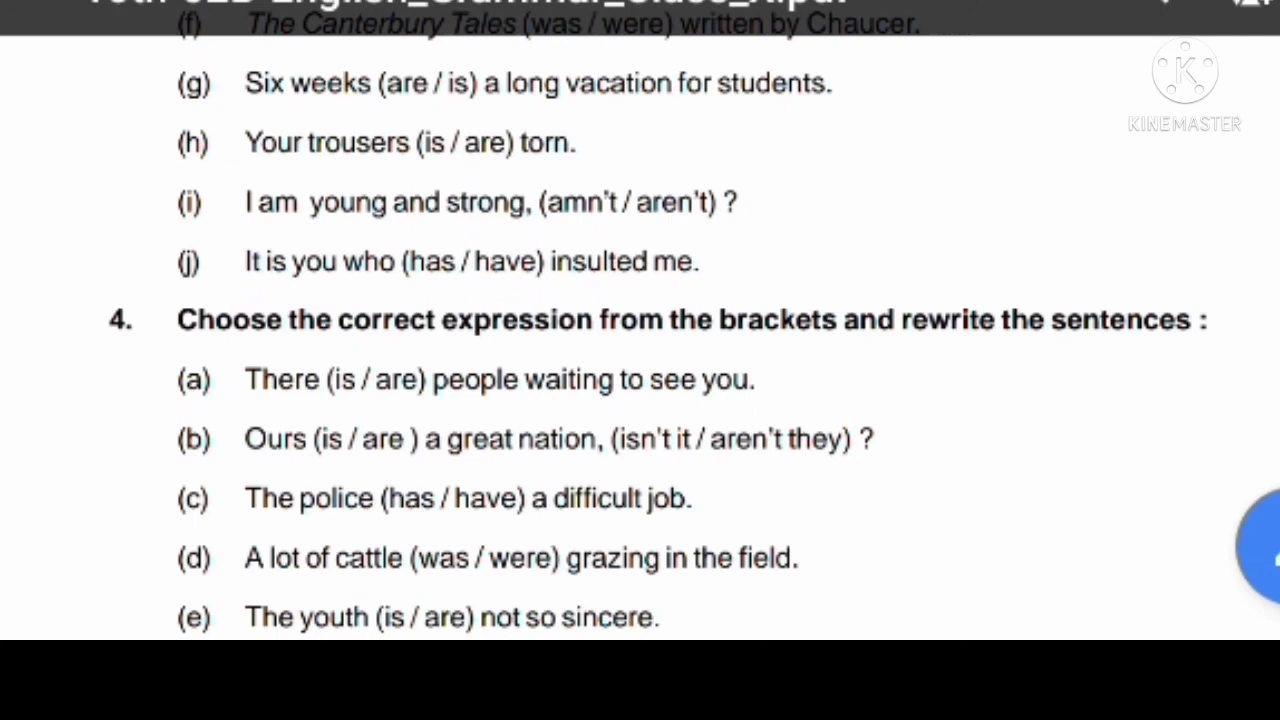 (f) The Canterbury Tales (was / were) written by Chaucer.
(g) Six weeks (are / is) a long vacation for students.
KINEMASTER
(h) Your trousers (is / are) torn.
(i) I am young and strong, (amn't / aren't) ?
(j) It is you who (has / have) insulted me.
4. Choose the correct expression from the brackets and rewrite the sentences :
(a) There (is / are) people waiting to see you.
(b) Ours (is / are ) a great nation, (isn't it / aren't they) ?
(c) The police (has / have) a difficult job.
(d) A lot of cattle (was / were) grazing in the field.
(e) The youth (is / are) not so sincere.